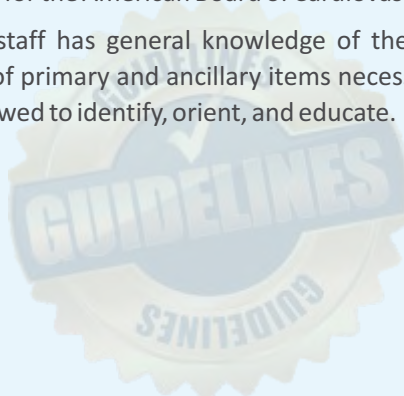 for the American Board of Cardiovas
staff has general knowledge of the
of primary and ancillary items neces
wed to identify, orient, and educate.
GUIDELINES
GUIDELINES
GUIDELINES